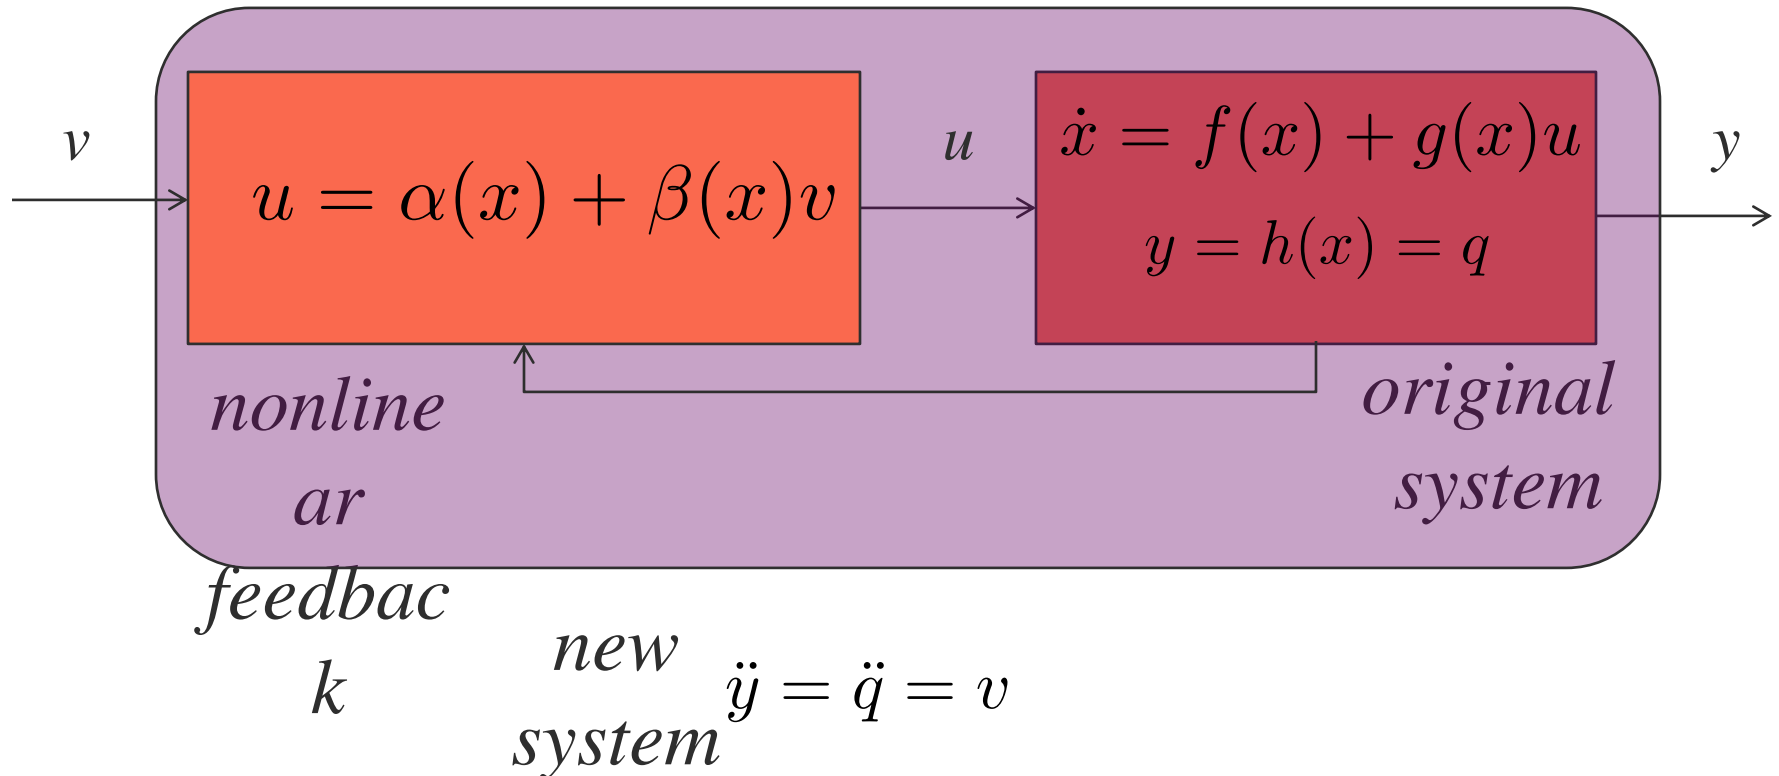 v
u = α(x) + β(x)v
u
ẋ = f(x) + g(x)u
y = h(x) = q
y
nonline
ar
feedbac
k
original
system
new
system
ÿ = q̈ = v